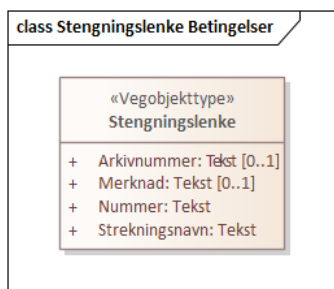 class Stengningslenke Betingelser
«Vegobjekttype»
Stengningslenke
+ Arkivnummer: Tekst [0..1]
+ Merknad: Tekst [0..1]
+ Nummer: Tekst
+ Strekningsnavn: Tekst